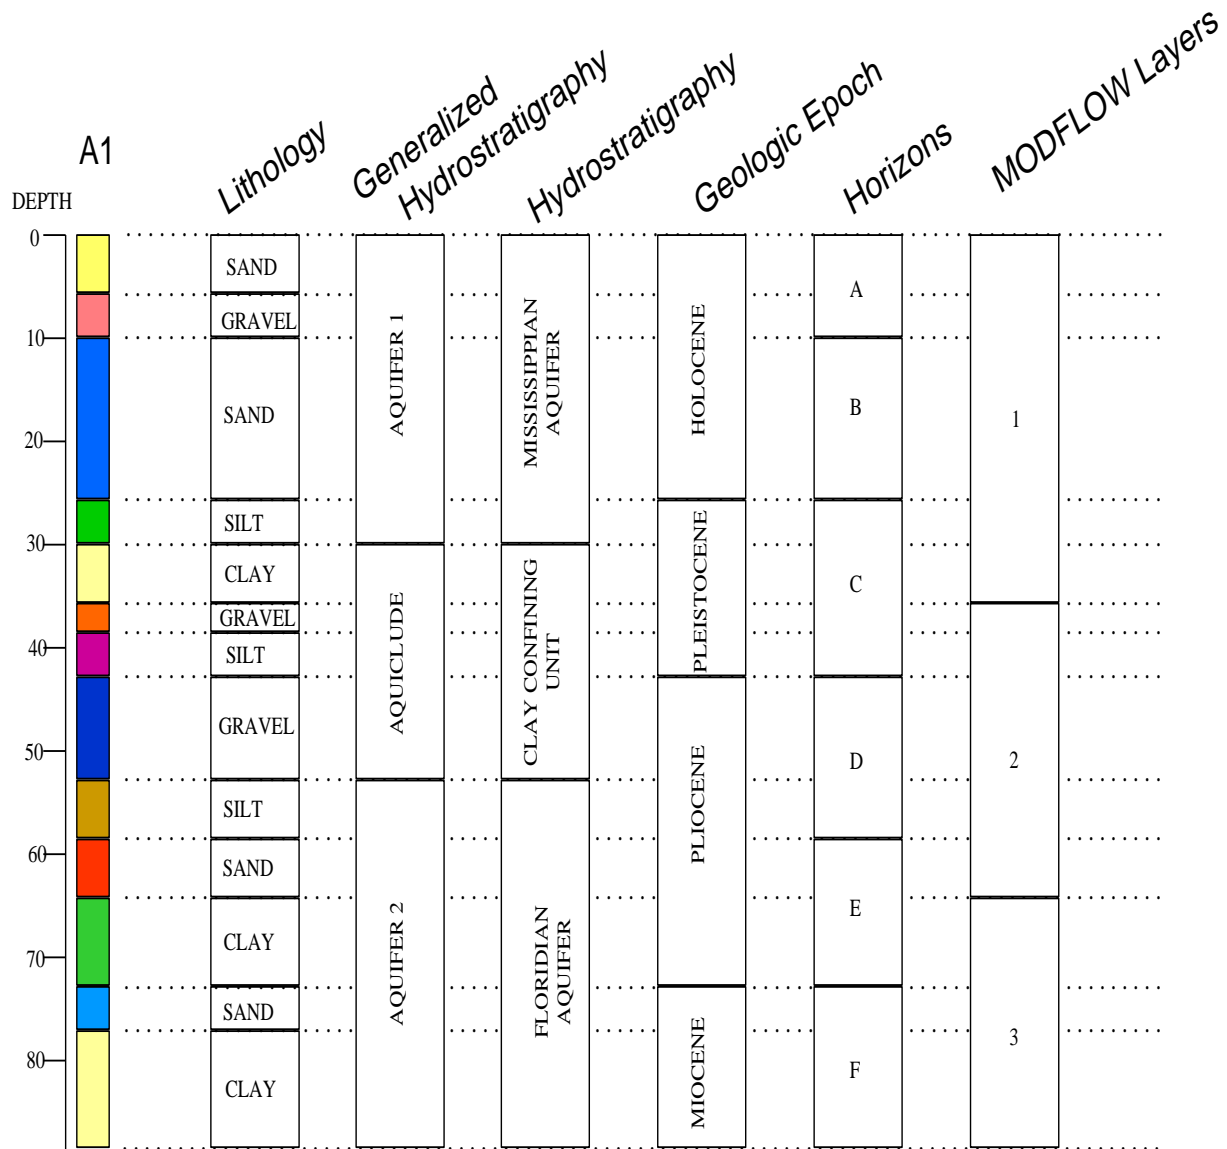 A1
Lithology
Generalized
Hydrostratigraphy
Hydrostratigraphy
Geologic Epoch
Horizons
MODFLOW Layers
DEPTH
0
10
20
30
40
50
60
70
80
SAND
GRAVEL
SAND
SILT
CLAY
GRAVEL
SILT
GRAVEL
SILT
SAND
CLAY
SAND
CLAY
AQUIFER 1
AQUICLUDE
AQUIFER 2
MISSISSIPPIAN
AQUIFER
CLAY CONFINING
UNIT
FLORIDIAN
AQUIFER
HOLOCENE
PLEISTOCENE
PLIOCENE
MIOCENE
A
B
C
D
E
F
1
2
3